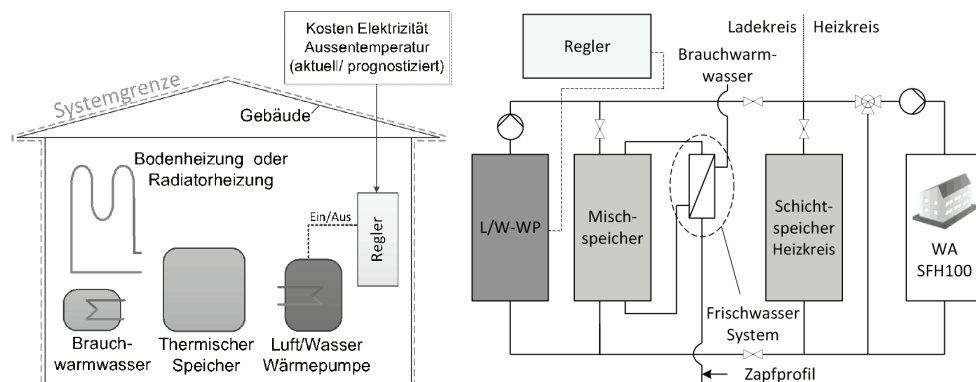 Kosten Elektrizität
Aussentemperatur
(aktuell/ prognostiziert)
Systemgrenze
Gebäude
Bodenheizung oder
Radiatorheizung
Ein/Aus
Regler
Brauch-
warmwasser
Thermischer
Speicher
Luft/Wasser
Wärmepumpe
Regler
Ladekreis
Heizkreis
Brauchwarm-
wasser
L/W-WP
Misch-
speicher
Schicht-
speicher
Heizkreis
WA
SFH100
Frischwasser
System
Zapfprofil